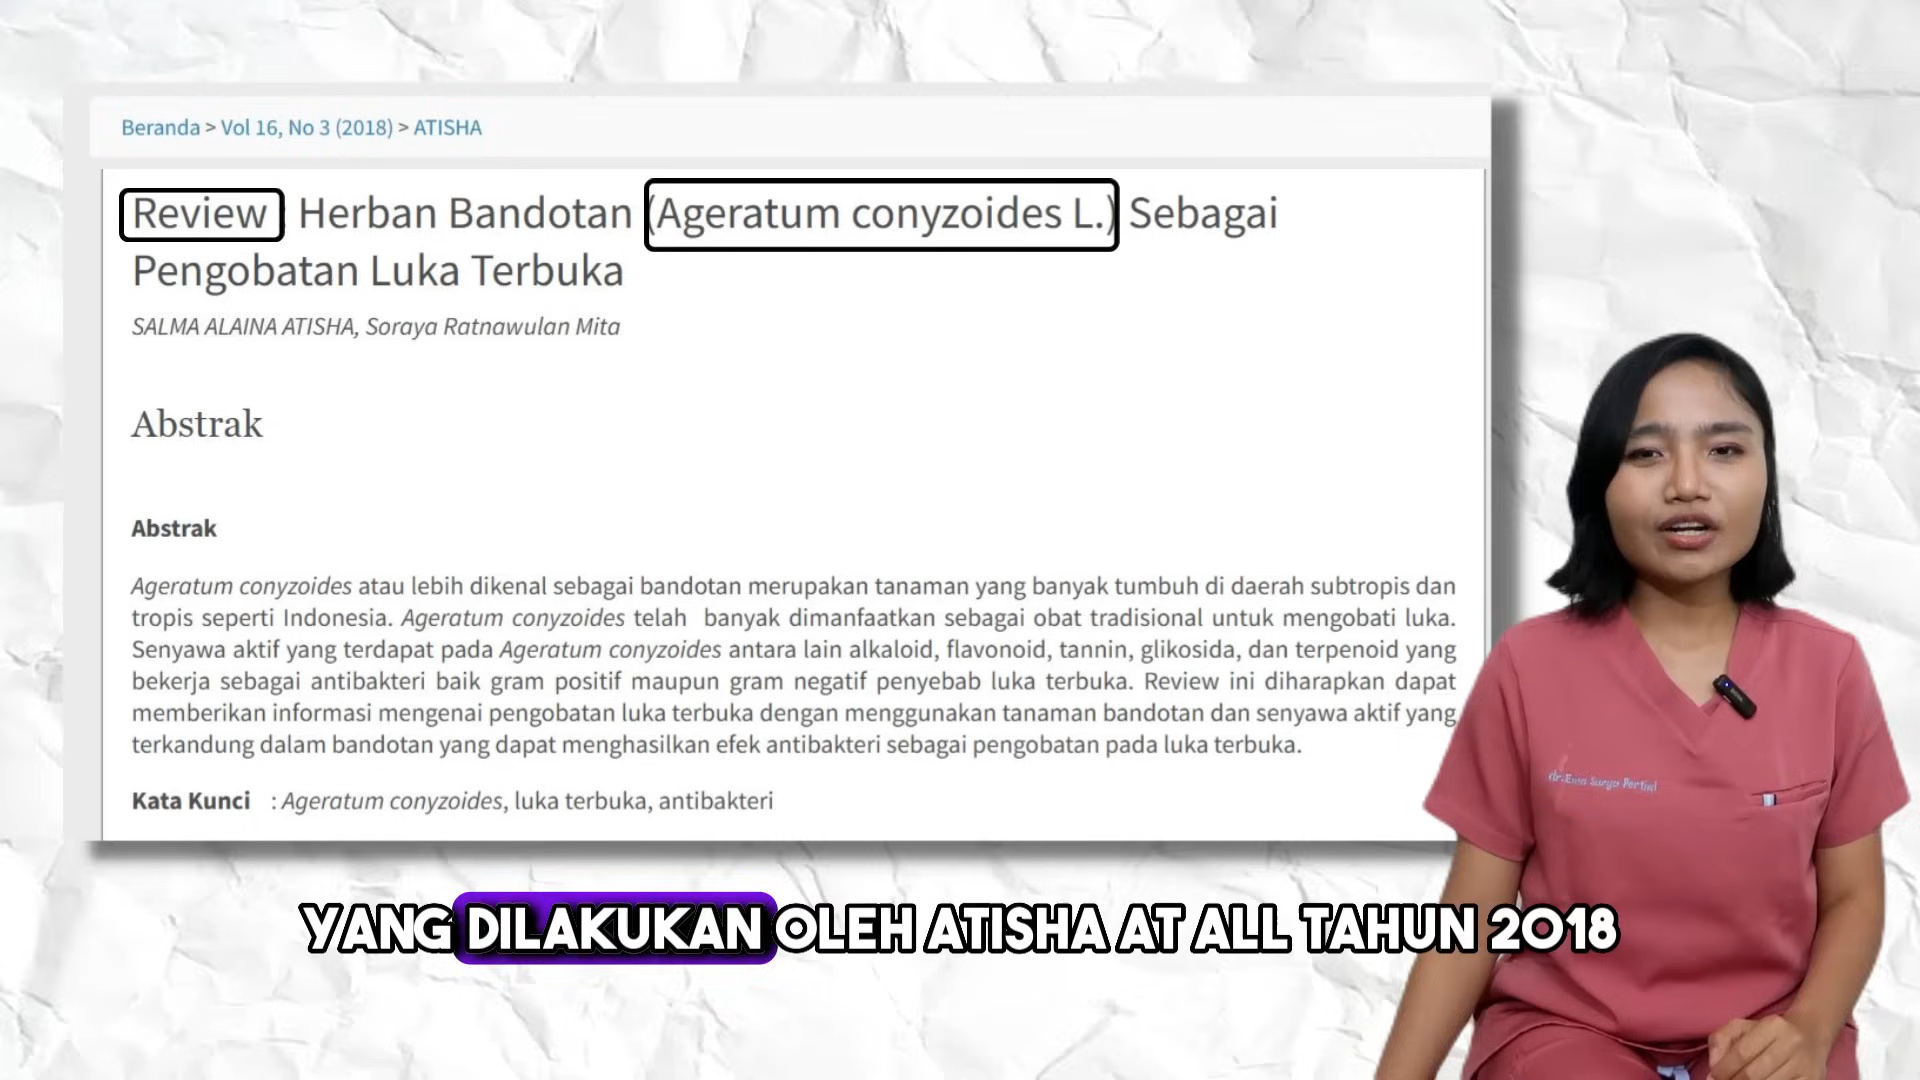 Beranda > Vol 16, No 3 (2018) > ATISHA
Review : Herban Bandotan (Ageratum conyzoides L.) Sebagai
Pengobatan Luka Terbuka
SALMA ALAINA ATISHA, Soraya Ratnawulan Mita
Abstrak
Abstrak
Ageratum conyzoides atau lebih dikenal sebagai bandotan merupakan tanaman yang banyak tumbuh di daerah subtropis dan
tropis seperti Indonesia. Ageratum conyzoides telah banyak dimanfaatkan sebagai obat tradisional untuk mengobati luka.
Senyawa aktif yang terdapat pada Ageratum conyzoides antara lain alkaloid, flavonoid, tannin, glikosida, dan terpenoid yang
bekerja sebagai antibakteri baik gram positif maupun gram negatif penyebab luka terbuka. Review ini diharapkan dapat
memberikan informasi mengenai pengobatan luka terbuka dengan menggunakan tanaman bandotan dan senyawa aktif yang
terkandung dalam bandotan yang dapat menghasilkan efek antibakteri sebagai pengobatan pada luka terbuka.
Kata Kunci : Ageratum conyzoides, luka terbuka, antibakteri
YANG DILAKUKAN OLEH ATISHA AT ALL TAHUN 2018